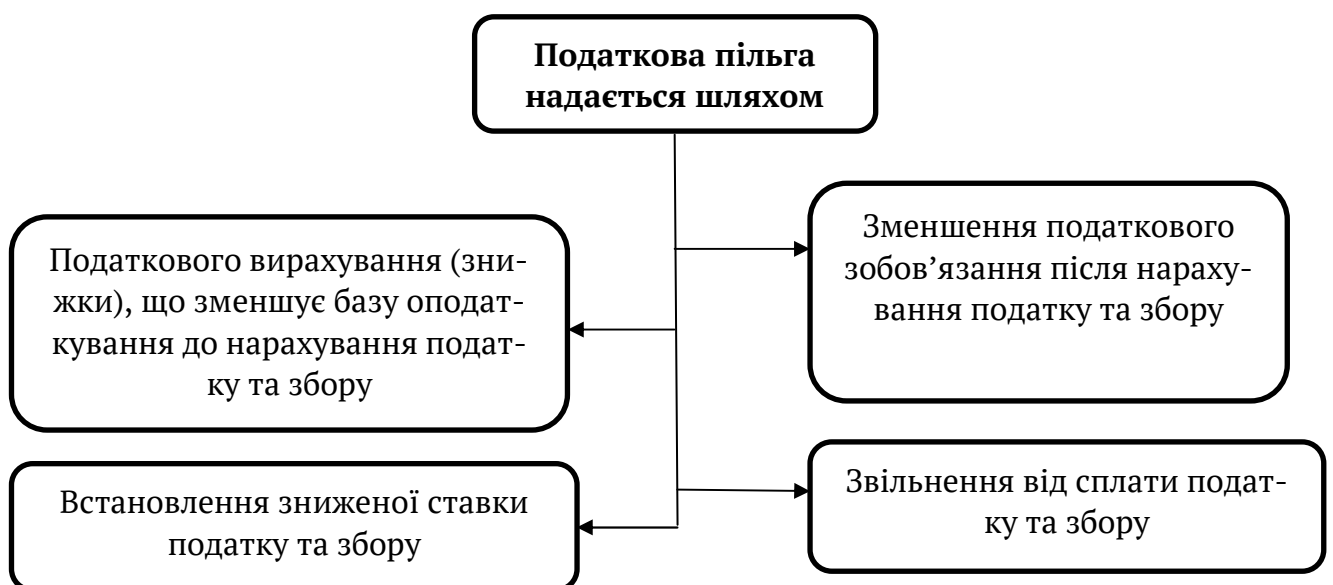 Податкова пільга
надається шляхом
Зменшення податкового
зобов’язання після нараху-
вання податку та збору
Податкового вирахування (зни-
жки), що зменшує базу оподат-
кування до нарахування подат-
ку та збору
Звільнення від сплати подат-
ку та збору
Встановлення зниженої ставки
податку та збору